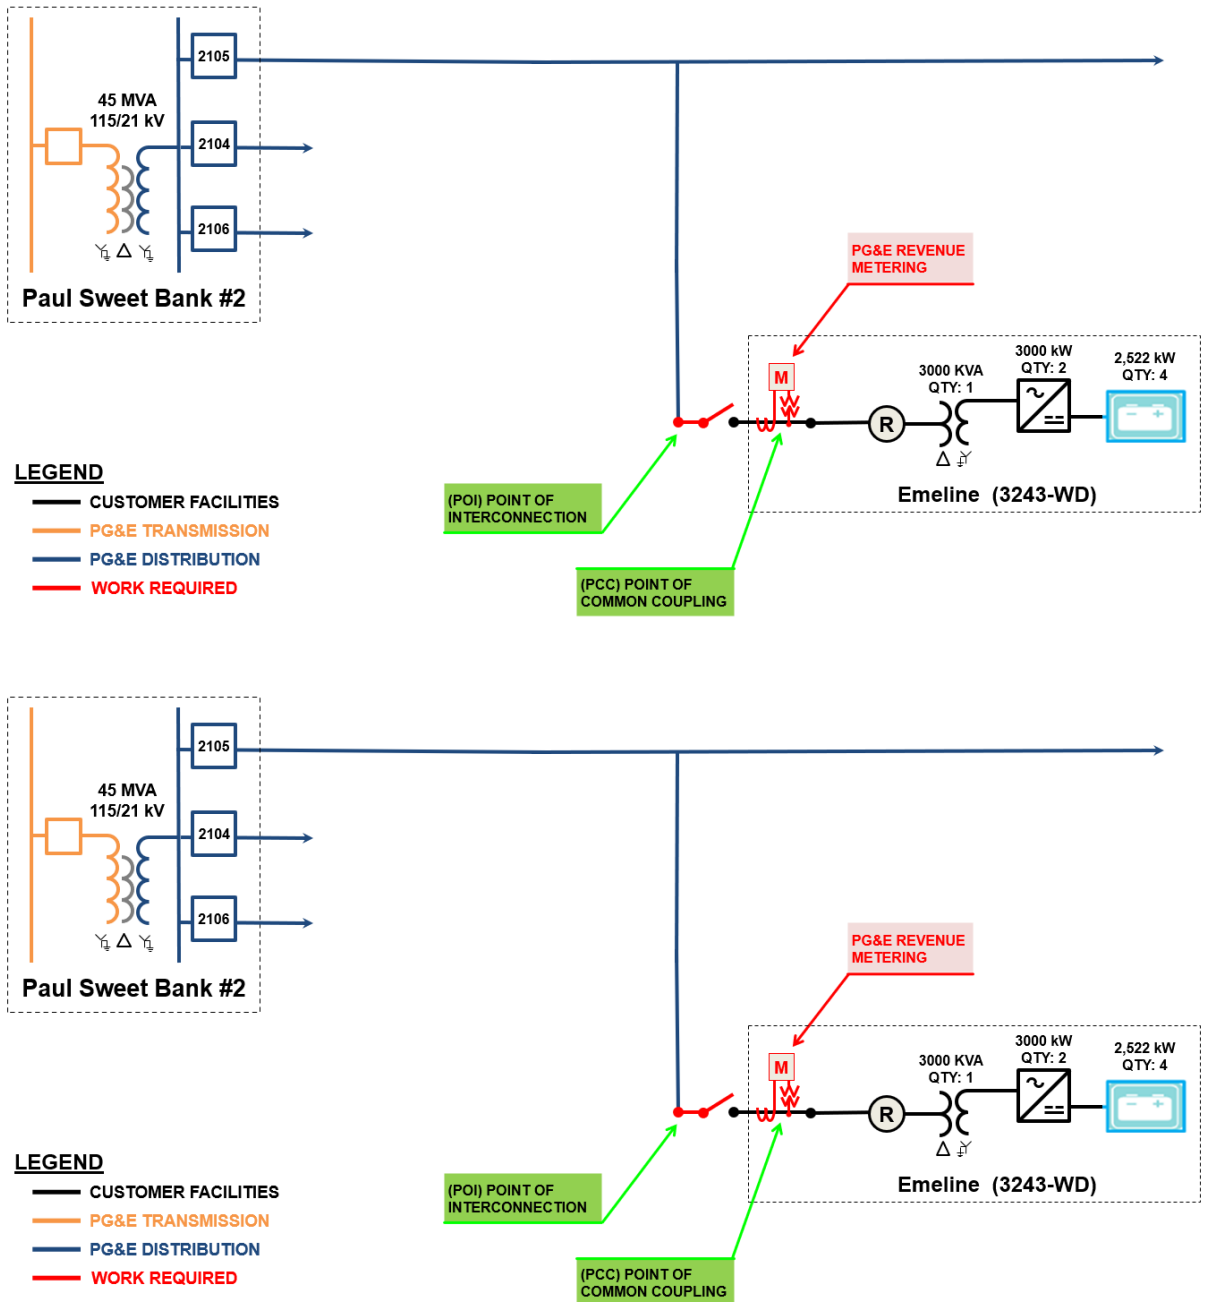 2105
45 MVA
115/21 kV
2104
2106
Paul Sweet Bank #2
PG&E REVENUE
METERING
M
3000 KVA
QTY: 1
3000 kW
QTY: 2
2,522 kW
QTY: 4
R
Emeline (3243-WD)
(POI) POINT OF
INTERCONNECTION
(PCC) POINT OF
COMMON COUPLING
LEGEND
CUSTOMER FACILITIES
PG&E TRANSMISSION
PG&E DISTRIBUTION
WORK REQUIRED
2105
45 MVA
115/21 kV
2104
2106
Paul Sweet Bank #2
PG&E REVENUE
METERING
M
3000 KVA
QTY: 1
3000 kW
QTY: 2
2,522 kW
QTY: 4
R
Emeline (3243-WD)
(POI) POINT OF
INTERCONNECTION
(PCC) POINT OF
COMMON COUPLING
LEGEND
CUSTOMER FACILITIES
PG&E TRANSMISSION
PG&E DISTRIBUTION
WORK REQUIRED